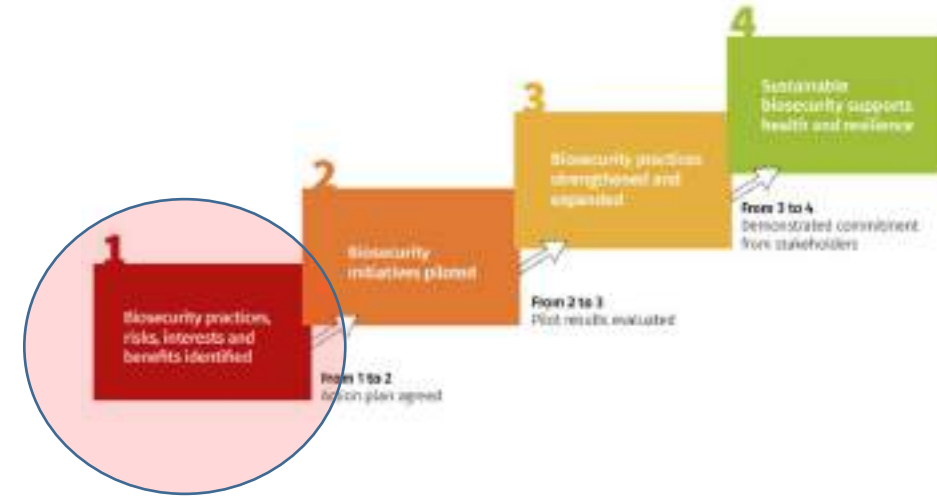 1
Biosecurity practices,
risks, interests and
benefits identified
From 1 to 2
Action plan agreed
2
Biosecurity
initiatives piloted
From 2 to 3
Pilot results evaluated
3
Biosecurity practices
strengthened and
expanded
From 3 to 4
Demonstrated commitment
from stakeholders
4
Sustainable
biosecurity supports
health and resilience